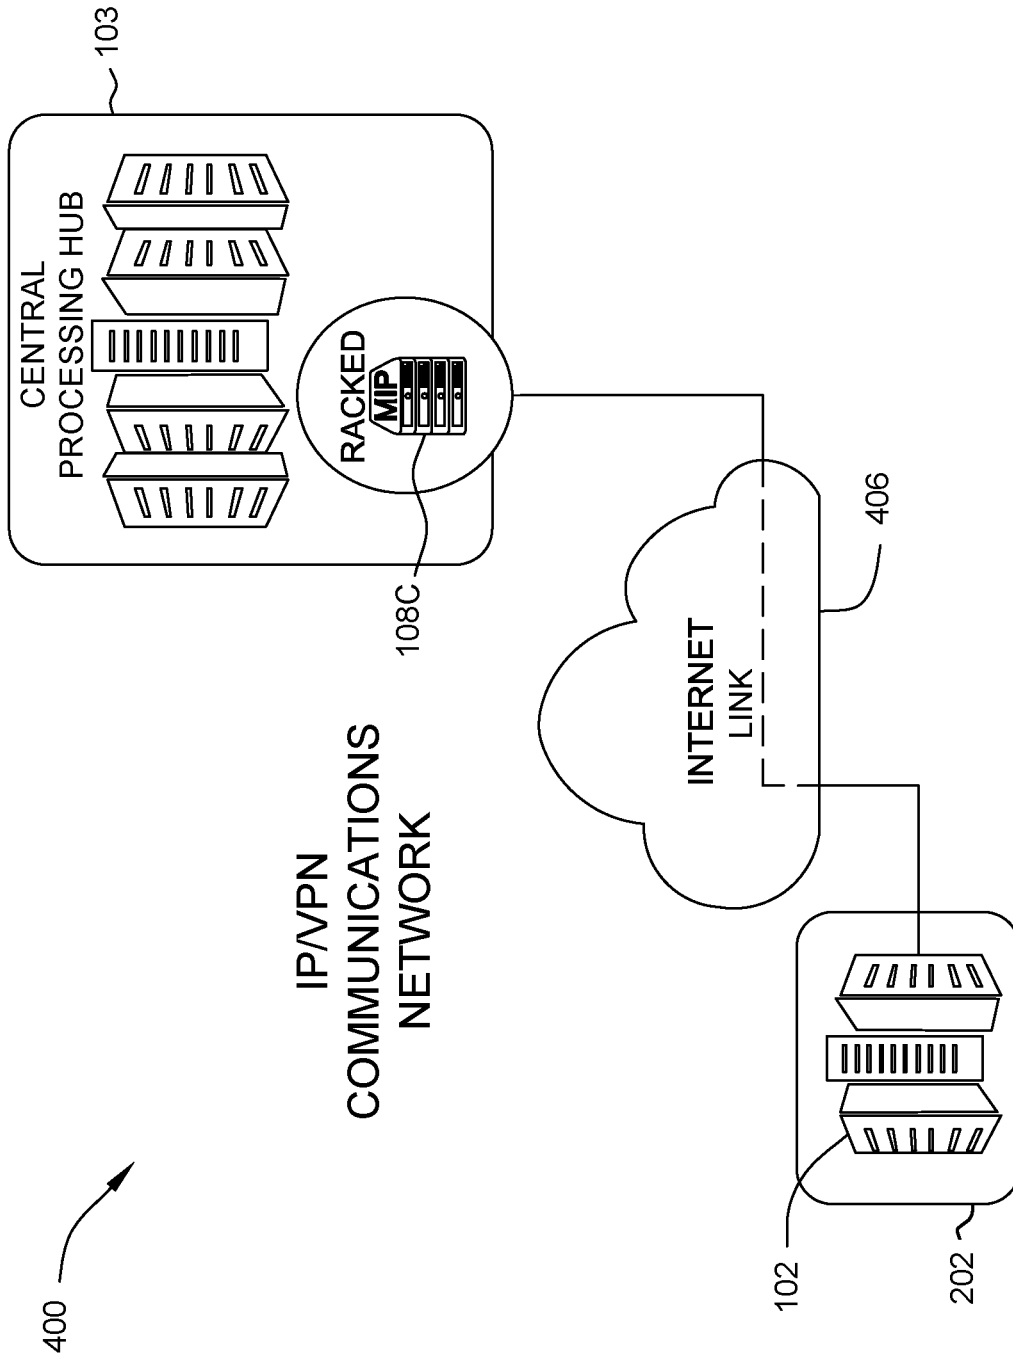 400
IP/VPN
COMMUNICATIONS
NETWORK
CENTRAL
PROCESSING HUB
103
RACKED
MIP
108C
INTERNET
LINK
406
102
202